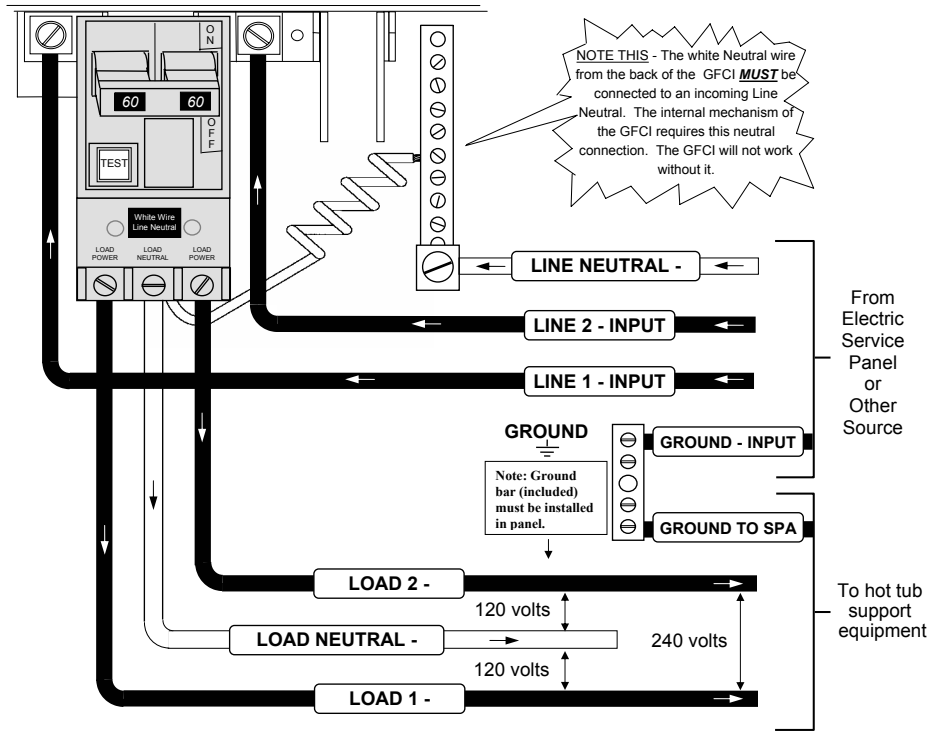 ON
60 60
OFF
TEST
White Wire
Line Neutral
LOAD
POWER
LOAD
NEUTRAL
LOAD
POWER
NOTE THIS - The white Neutral wire
from the back of the GFCI MUST be
connected to an incoming Line
Neutral. The internal mechanism of
the GFCI requires this neutral
connection. The GFCI will not work
without it.
LINE NEUTRAL -
LINE 2 - INPUT
LINE 1 - INPUT
From
Electric
Service
Panel
or
Other
Source
GROUND
GROUND - INPUT
Note: Ground
bar (included)
must be installed
in panel.
GROUND TO SPA
LOAD 2 -
120 volts
LOAD NEUTRAL -
240 volts
120 volts
LOAD 1 -
To hot tub
support
equipment